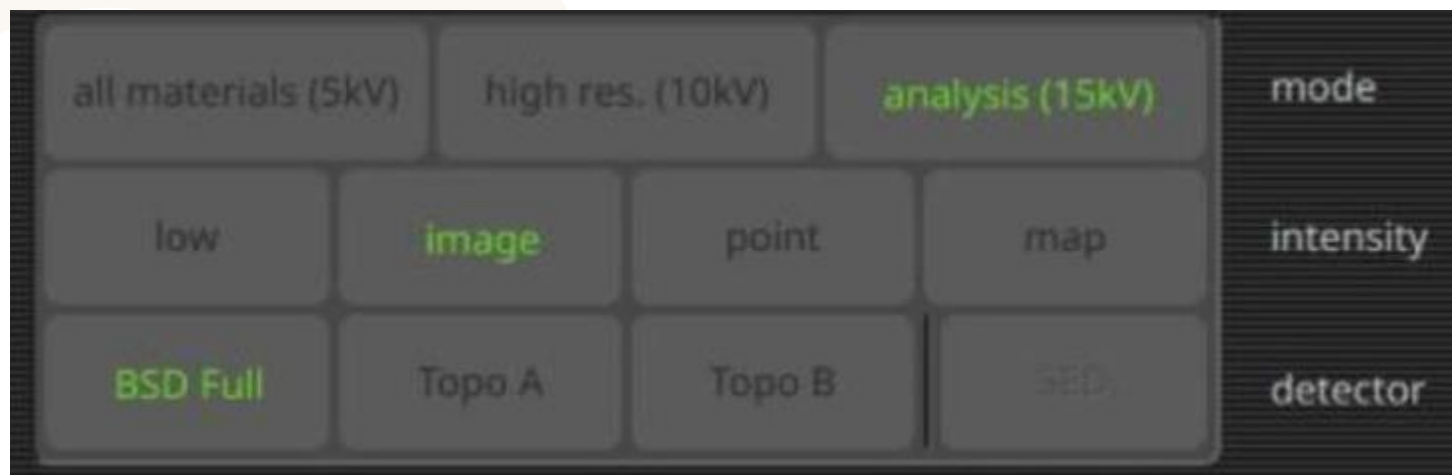 all materials (5kV) high res. (10kV) analysis (15kV) mode
low image point map intensity
BSD Full Topo A Topo B SED detector